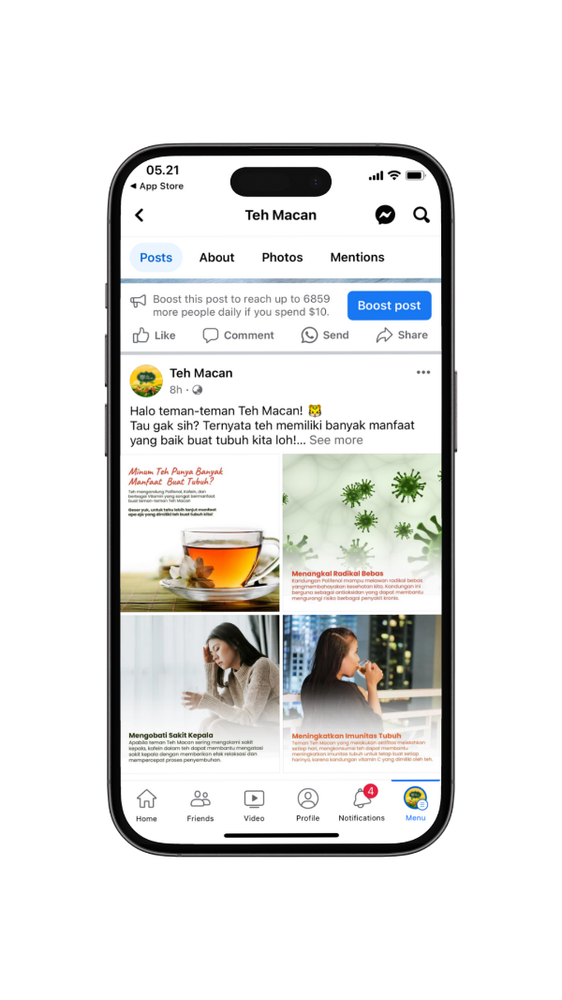 05.21
◀ App Store
Teh Macan
Posts
About
Photos
Mentions
Boost this post to reach up to 6859
more people daily if you spend $10.
Boost post
Like
Comment
Send
Share
Teh Macan
8h ·
Halo teman-teman Teh Macan! 🐯
Tau gak sih? Ternyata teh memiliki banyak manfaat
yang baik buat tubuh kita loh!... See more
Minum Teh Punya Banyak
Manfaat Buat Tubuh?
Teh mengandung Polifenol, kafein, dan
berbagai Vitamin yang sangat bermanfaat
buat teman-teman Teh Macan
Geser yuk, untuk tahu lebih lanjut manfaat
apa aja yang dimiliki teh buat tubuh kita!
Menangkal Radikal Bebas
Kandungan Polifenol mampu melawan radikal bebas
yangmembahayakan kesehatan kita. Kandungan ini
berguna sebagai antioksidan yang dapat membantu
mengurangi risiko berbagai penyakit kronis.
Mengobati Sakit Kepala
Apabila teman Teh Macan sering mengalami sakit
kepala, kafein dalam teh dapat membantu mengatasi
sakit kepala dengan memberikan efek relaksasi dan
mempercepat proses penyembuhan.
Meningkatkan Imunitas Tubuh
Teman Teh Macan yang melakukan aktifitas melelahkan
setiap hari, mengkonsumsi teh dapat membantu
meningkatkan imunitas tubuh untuk tetap kuat setiap
harinya, karena kandungan vitamin C yang dimiliki oleh teh.
4
Home
Friends
Video
Profile
Notifications
Menu